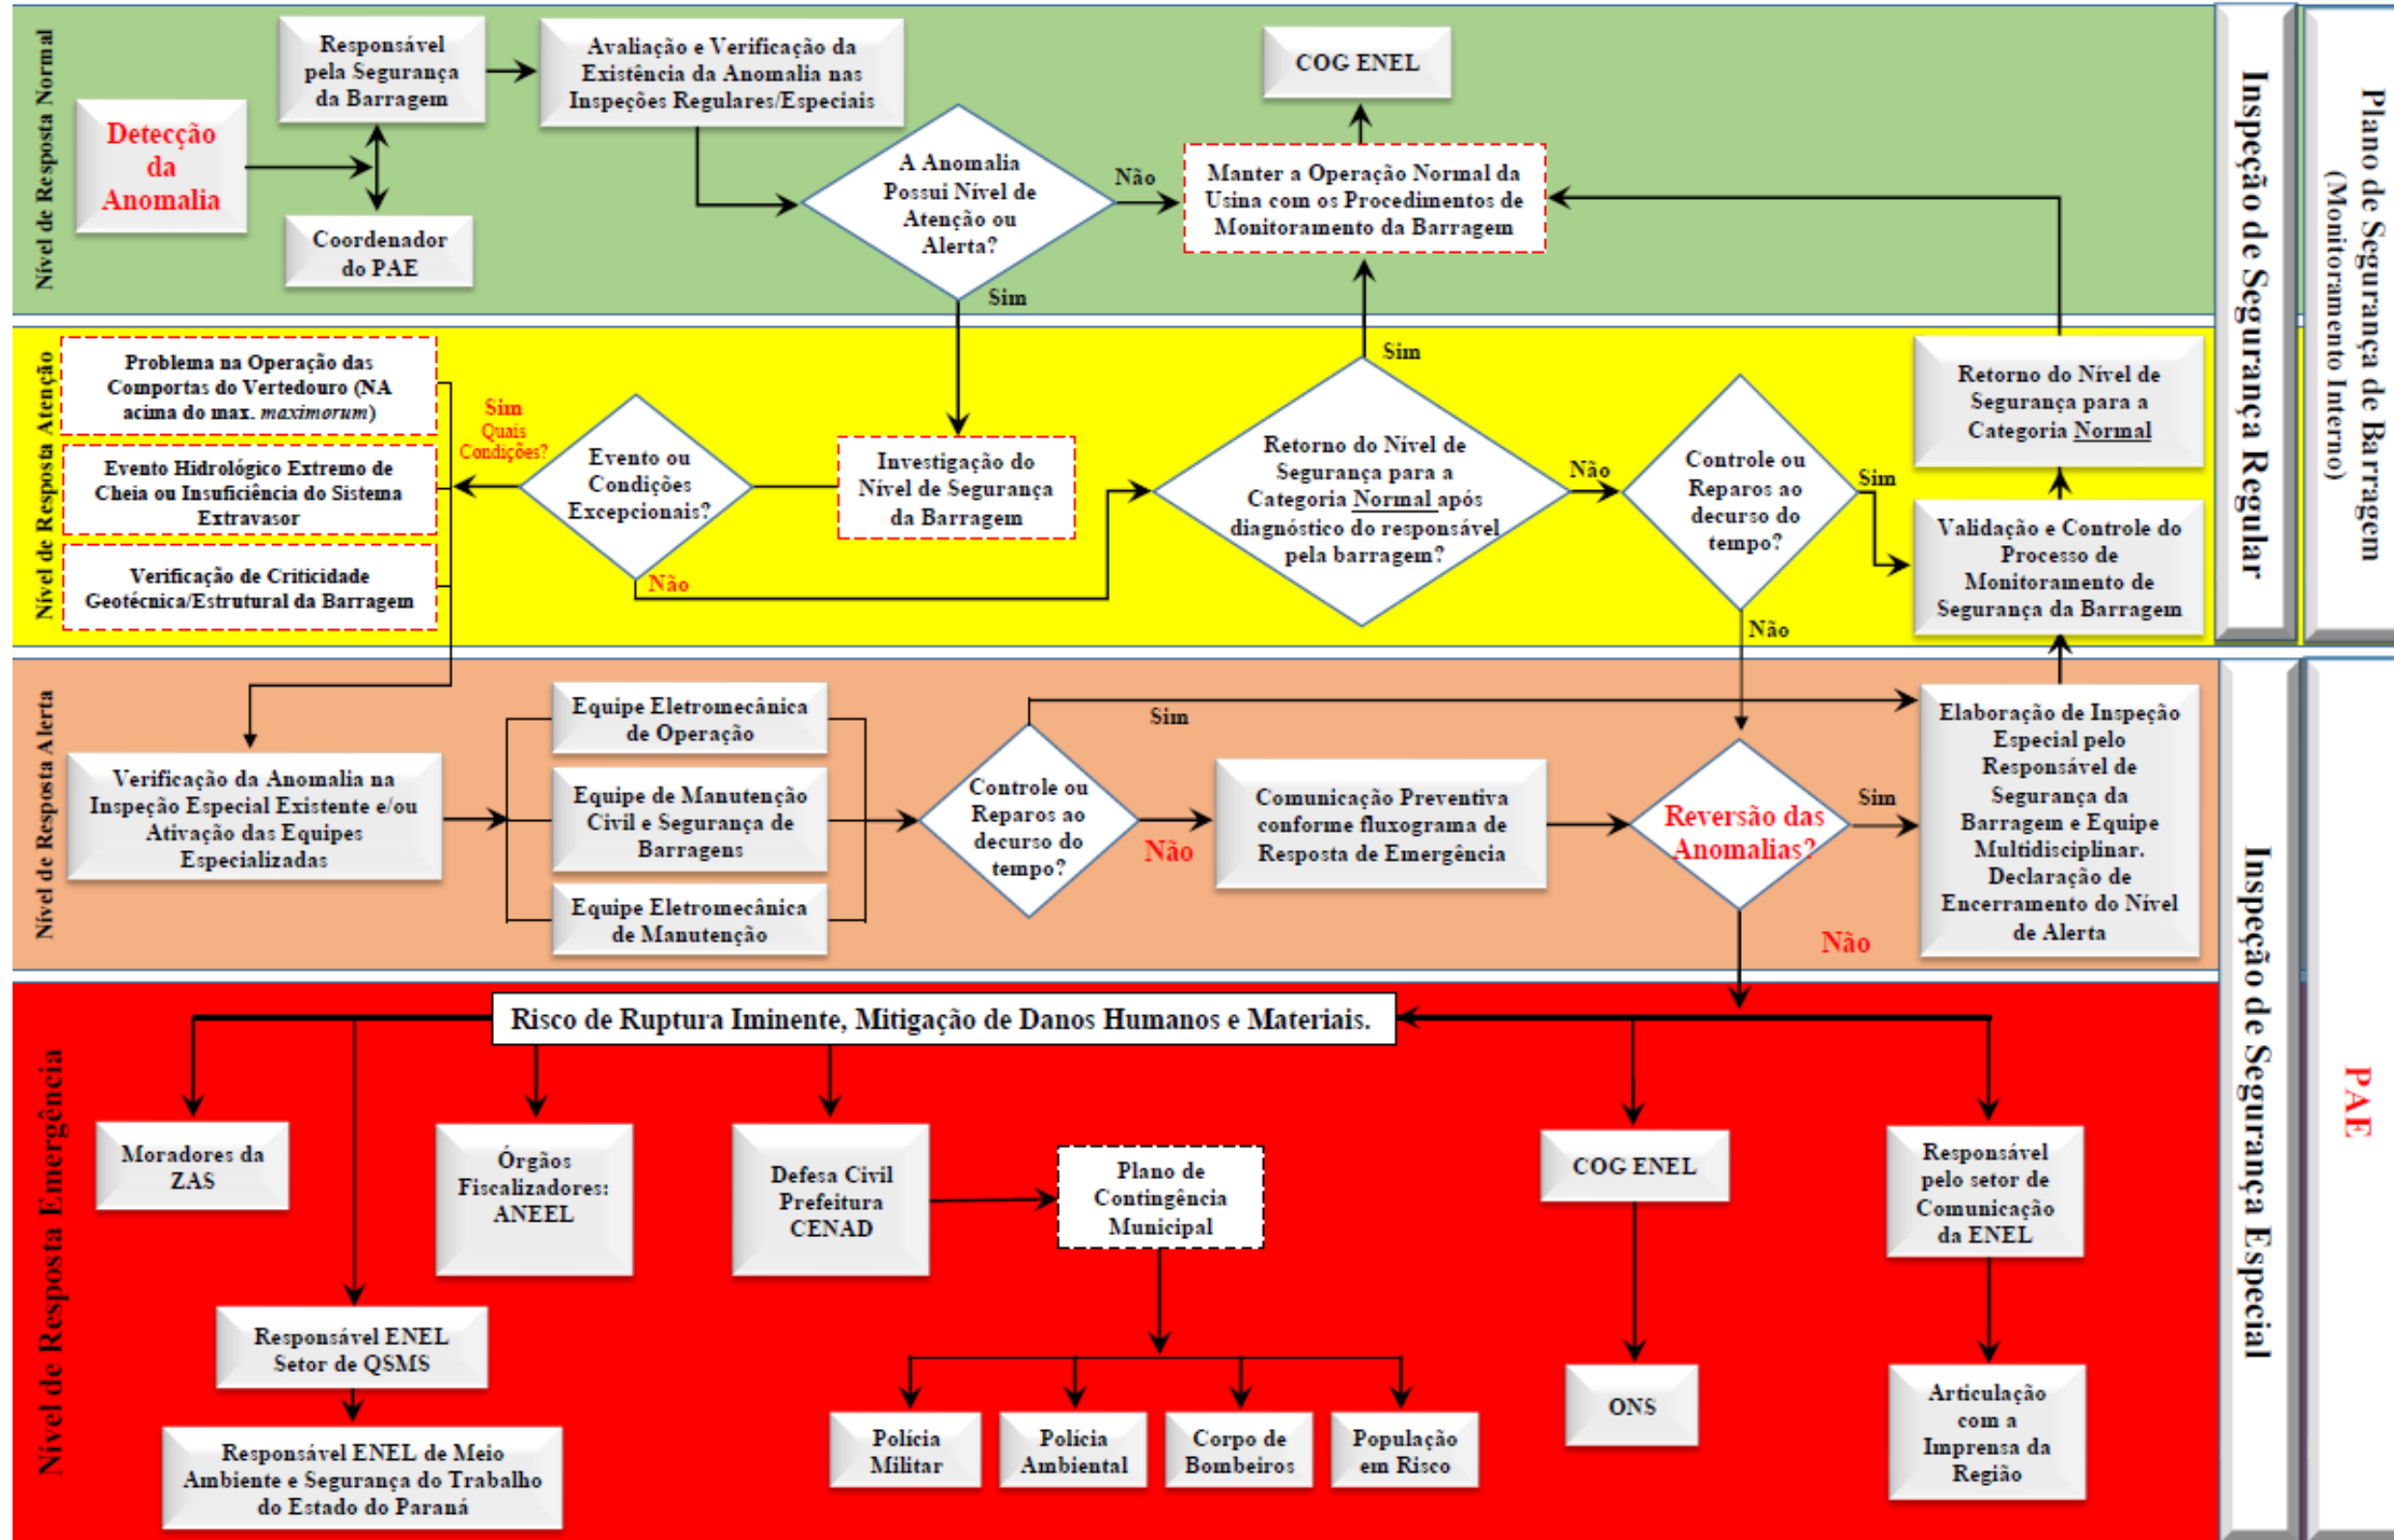 Nível de Resposta Normal
Detecção
da
Anomalia
Responsável
pela Segurança
da Barragem
Coordenador
do PAE
Avaliação e Verificação da
Existência da Anomalia nas
Inspeções Regulares/Especiais
A Anomalia
Possui Nível de
Atenção ou
Alerta?
Não
Sim
COG ENEL
Manter a Operação Normal da
Usina com os Procedimentos de
Monitoramento da Barragem
Nível de Resposta Atenção
Problema na Operação das
Comportas do Vertedouro (NA
acima do max. maximorum)
Evento Hidrológico Extremo de
Cheia ou Insuficiência do Sistema
Extravasor
Verificação de Criticidade
Geotécnica/Estrutural da Barragem
Sim
Quais
Condições?
Evento ou
Condições
Excepcionais?
Não
Investigação do
Nível de Segurança
da Barragem
Retorno do Nível de
Segurança para a
Categoria Normal após
diagnóstico do responsável
pela barragem?
Sim
Não
Controle ou
Reparos ao
decurso do
tempo?
Sim
Não
Retorno do Nível de
Segurança para a
Categoria Normal
Validação e Controle do
Processo de
Monitoramento de
Segurança da Barragem
Inspeção de Segurança Regular
Plano de Segurança de Barragem
(Monitoramento Interno)
Nível de Resposta Alerta
Verificação da Anomalia na
Inspeção Especial Existente e/ou
Ativação das Equipes
Especializadas
Equipe Eletromecânica
de Operação
Equipe de Manutenção
Civil e Segurança de
Barragens
Equipe Eletromecânica
de Manutenção
Controle ou
Reparos ao
decurso do
tempo?
Sim
Não
Comunicação Preventiva
conforme fluxograma de
Resposta de Emergência
Reversão das
Anomalias?
Sim
Não
Elaboração de Inspeção
Especial pelo
Responsável de
Segurança da
Barragem e Equipe
Multidisciplinar.
Declaração de
Encerramento do Nível
de Alerta
Nível de Resposta Emergência
Risco de Ruptura Iminente, Mitigação de Danos Humanos e Materiais.
Moradores da
ZAS
Responsável ENEL
Setor de QSMS
Responsável ENEL de Meio
Ambiente e Segurança do Trabalho
do Estado do Paraná
Órgãos
Fiscalizadores:
ANEEL
Defesa Civil
Prefeitura
CENAD
Plano de
Contingência
Municipal
Polícia
Militar
Polícia
Ambiental
Corpo de
Bombeiros
População
em Risco
COG ENEL
ONS
Responsável
pelo setor de
Comunicação
da ENEL
Articulação
com a
Imprensa da
Região
Inspeção de Segurança Especial
PAE